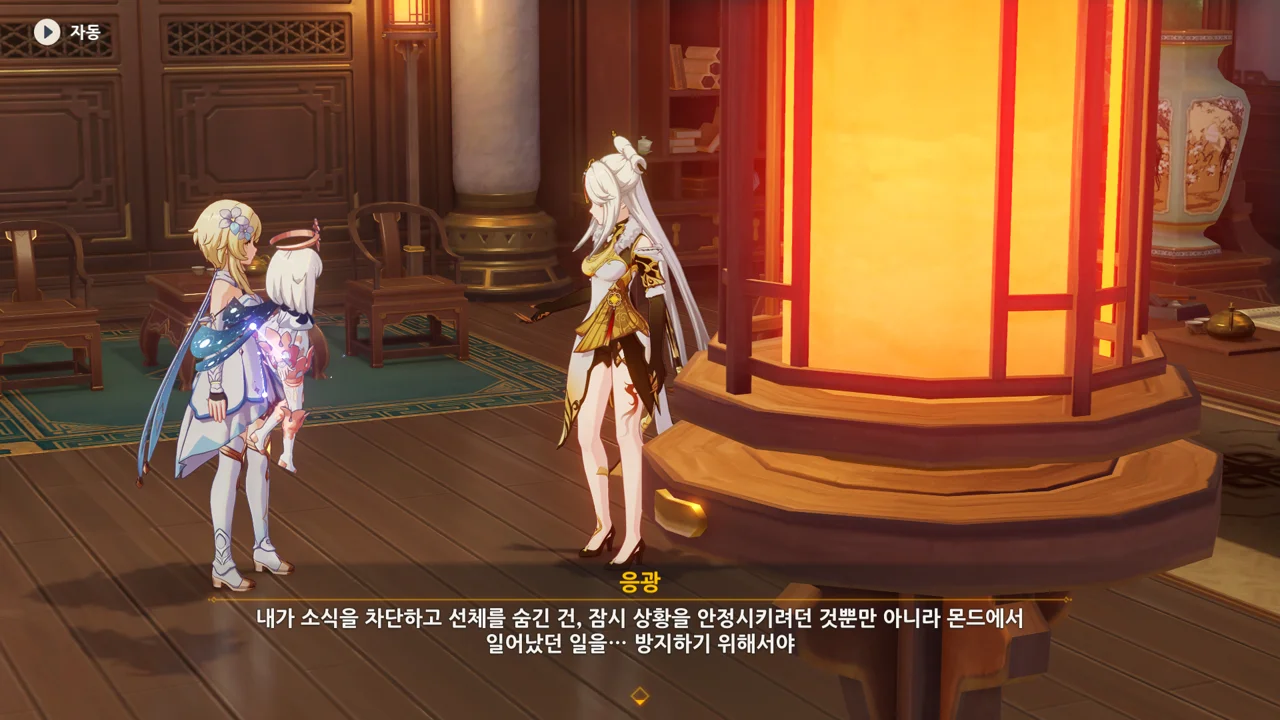 자동
응광
내가 소식을 차단하고 선체를 숨긴 건, 잠시 상황을 안정시키려던 것뿐만 아니라 몬드에서
일어났던 일을… 방지하기 위해서야